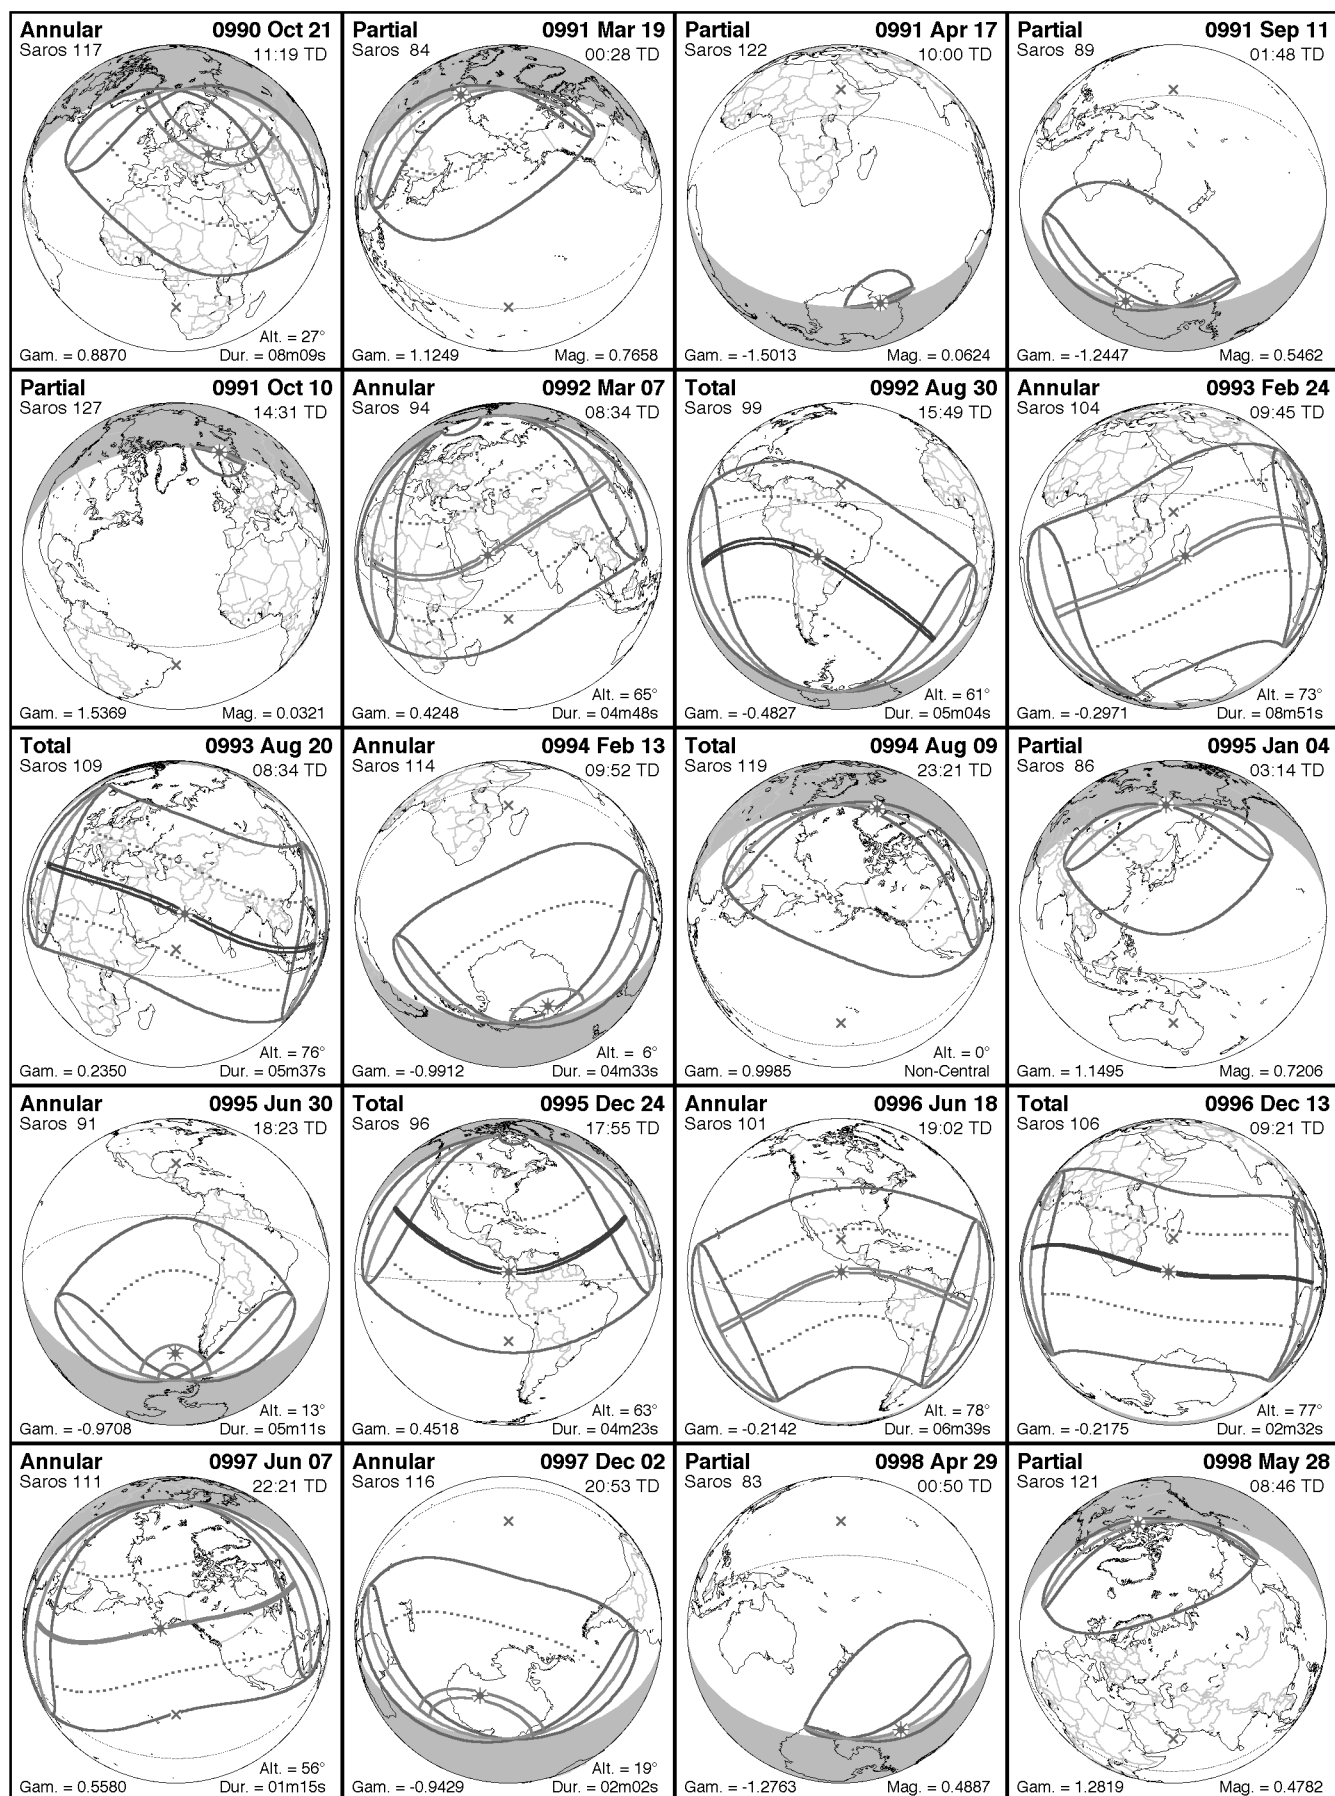 Annular 0990 Oct 21
Saros 117 11:19 TD
Alt. = 27°
Gam. = 0.8870 Dur. = 08m09s
Partial 0991 Mar 19
Saros 84 00:28 TD
Gam. = 1.1249 Mag. = 0.7658
Partial 0991 Apr 17
Saros 122 10:00 TD
Gam. = -1.5013 Mag. = 0.0624
Partial 0991 Sep 11
Saros 89 01:48 TD
Gam. = -1.2447 Mag. = 0.5462
Partial 0991 Oct 10
Saros 127 14:31 TD
Gam. = 1.5369 Mag. = 0.0321
Annular 0992 Mar 07
Saros 94 08:34 TD
Alt. = 65°
Gam. = 0.4248 Dur. = 04m48s
Total 0992 Aug 30
Saros 99 15:49 TD
Alt. = 61°
Gam. = -0.4827 Dur. = 05m04s
Annular 0993 Feb 24
Saros 104 09:45 TD
Alt. = 73°
Gam. = -0.2971 Dur. = 08m51s
Total 0993 Aug 20
Saros 109 08:34 TD
Alt. = 76°
Gam. = 0.2350 Dur. = 05m37s
Annular 0994 Feb 13
Saros 114 09:52 TD
Alt. = 6°
Gam. = -0.9912 Dur. = 04m33s
Total 0994 Aug 09
Saros 119 23:21 TD
Alt. = 0°
Gam. = 0.9985 Non-Central
Partial 0995 Jan 04
Saros 86 03:14 TD
Gam. = 1.1495 Mag. = 0.7206
Annular 0995 Jun 30
Saros 91 18:23 TD
Alt. = 13°
Gam. = -0.9708 Dur. = 05m11s
Total 0995 Dec 24
Saros 96 17:55 TD
Alt. = 63°
Gam. = 0.4518 Dur. = 04m23s
Annular 0996 Jun 18
Saros 101 19:02 TD
Alt. = 78°
Gam. = -0.2142 Dur. = 06m39s
Total 0996 Dec 13
Saros 106 09:21 TD
Alt. = 77°
Gam. = -0.2175 Dur. = 02m32s
Annular 0997 Jun 07
Saros 111 22:21 TD
Alt. = 56°
Gam. = 0.5580 Dur. = 01m15s
Annular 0997 Dec 02
Saros 116 20:53 TD
Alt. = 19°
Gam. = -0.9429 Dur. = 02m02s
Partial 0998 Apr 29
Saros 83 00:50 TD
Gam. = -1.2763 Mag. = 0.4887
Partial 0998 May 28
Saros 121 08:46 TD
Gam. = 1.2819 Mag. = 0.4782